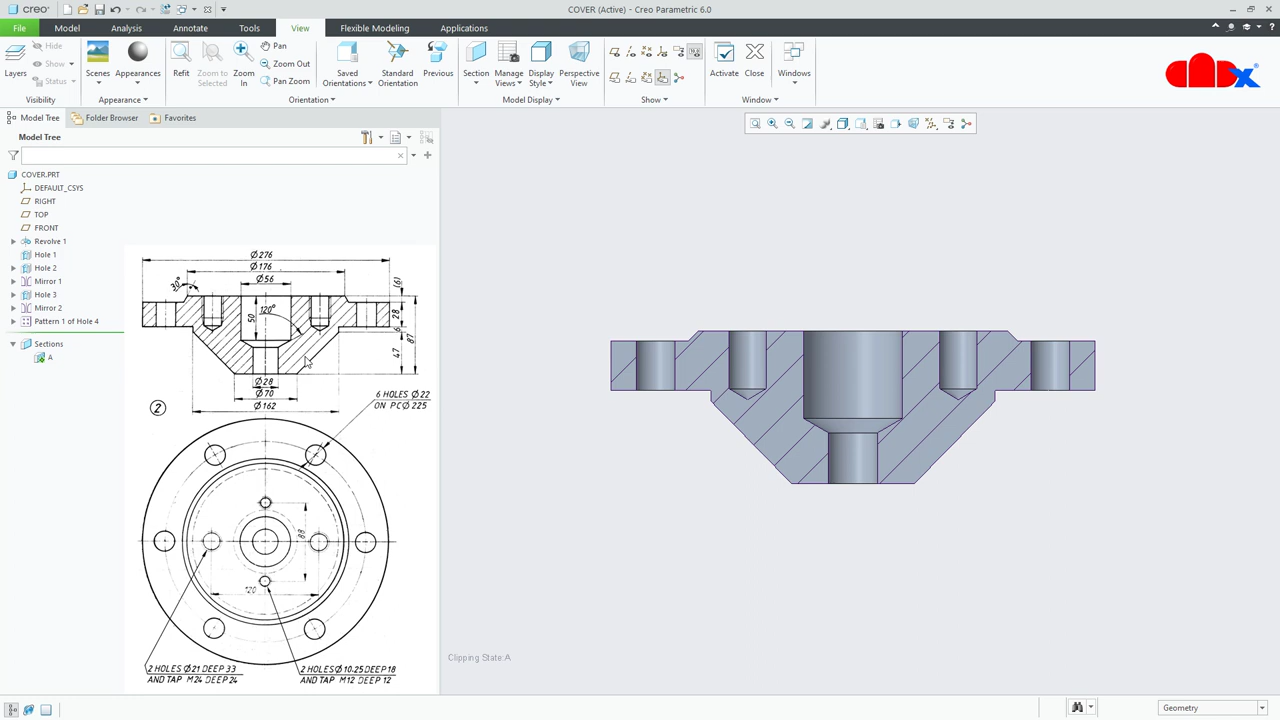 creo
COVER (Active) - Creo Parametric 6.0
File Model Analysis Annotate Tools View Flexible Modeling Applications
Layers
Hide
Show
Status
Visibility
Scenes
Appearances
Appearance
Refit
Zoom to Selected
Zoom In
Pan
Zoom Out
Pan Zoom
Saved Orientations
Standard Orientation
Previous
Orientation
Section
Manage Views
Display Style
Perspective View
Model Display
Show
Activate
Close
Window
Windows
CADX
Model Tree Folder Browser Favorites
Model Tree
COVER.PRT
DEFAULT_CSYS
RIGHT
TOP
FRONT
Revolve 1
Hole 1
Hole 2
Mirror 1
Hole 3
Mirror 2
Pattern 1 of Hole 4
Sections
A
Ø276
Ø176
Ø56
30°
(6)
120°
50
28
6
87
47
Ø28
Ø70
Ø162
2
6 HOLES Ø22
ON PCØ225
88
120
2 HOLES Ø21 DEEP 33
AND TAP M24 DEEP 24
2 HOLES Ø10·25 DEEP 18
AND TAP M12 DEEP 12
Clipping State:A
Geometry